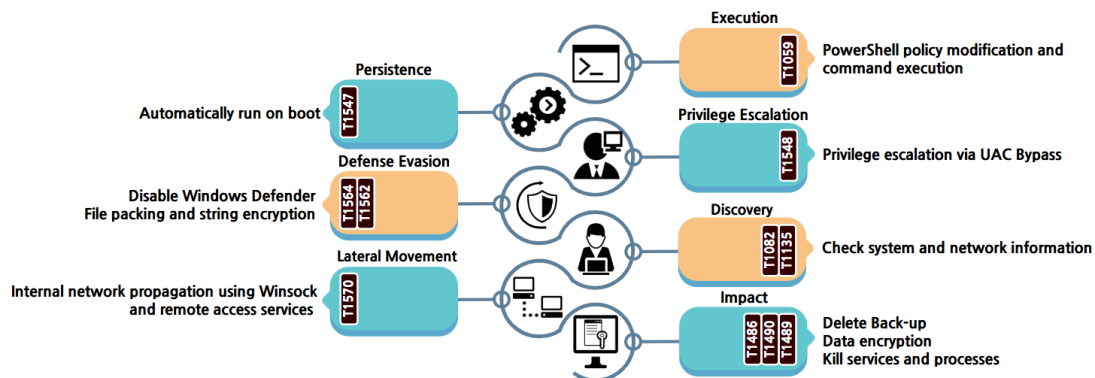 Execution
T1059
PowerShell policy modification and
command execution
>_
Persistence
T1547
Automatically run on boot
Privilege Escalation
T1548
Privilege escalation via UAC Bypass
Defense Evasion
T1564
T1562
Disable Windows Defender
File packing and string encryption
Discovery
T1082
T1135
Check system and network information
Lateral Movement
T1570
Internal network propagation using Winsock
and remote access services
Impact
T1486
T1490
T1489
Delete Back-up
Data encryption
Kill services and processes